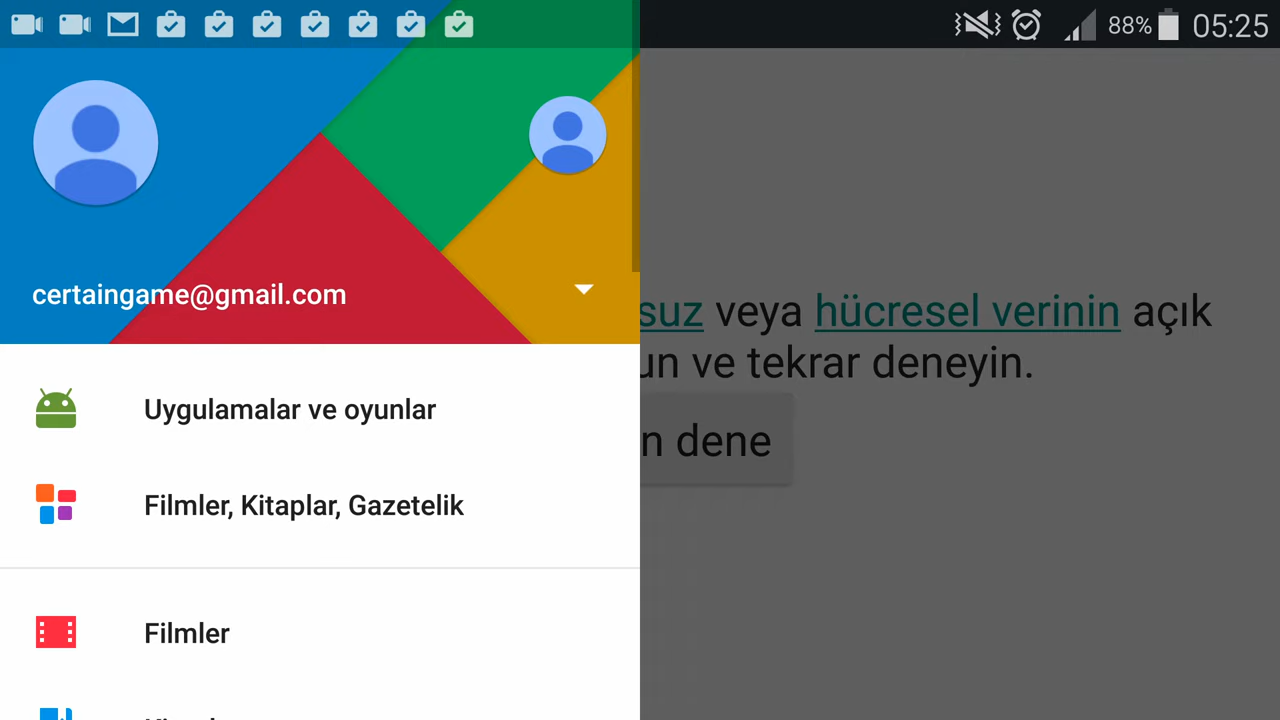 88% 05:25
certaingame@gmail.com
suz veya hücresel verinin açık
un ve tekrar deneyin.
n dene
Uygulamalar ve oyunlar
Filmler, Kitaplar, Gazetelik
Filmler